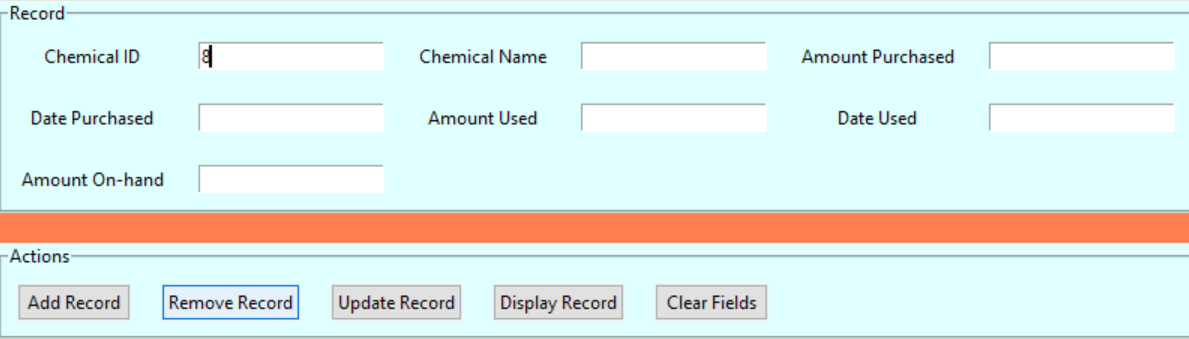 Record
Chemical ID 8 Chemical Name Amount Purchased
Date Purchased Amount Used Date Used
Amount On-hand
Actions
Add Record Remove Record Update Record Display Record Clear Fields